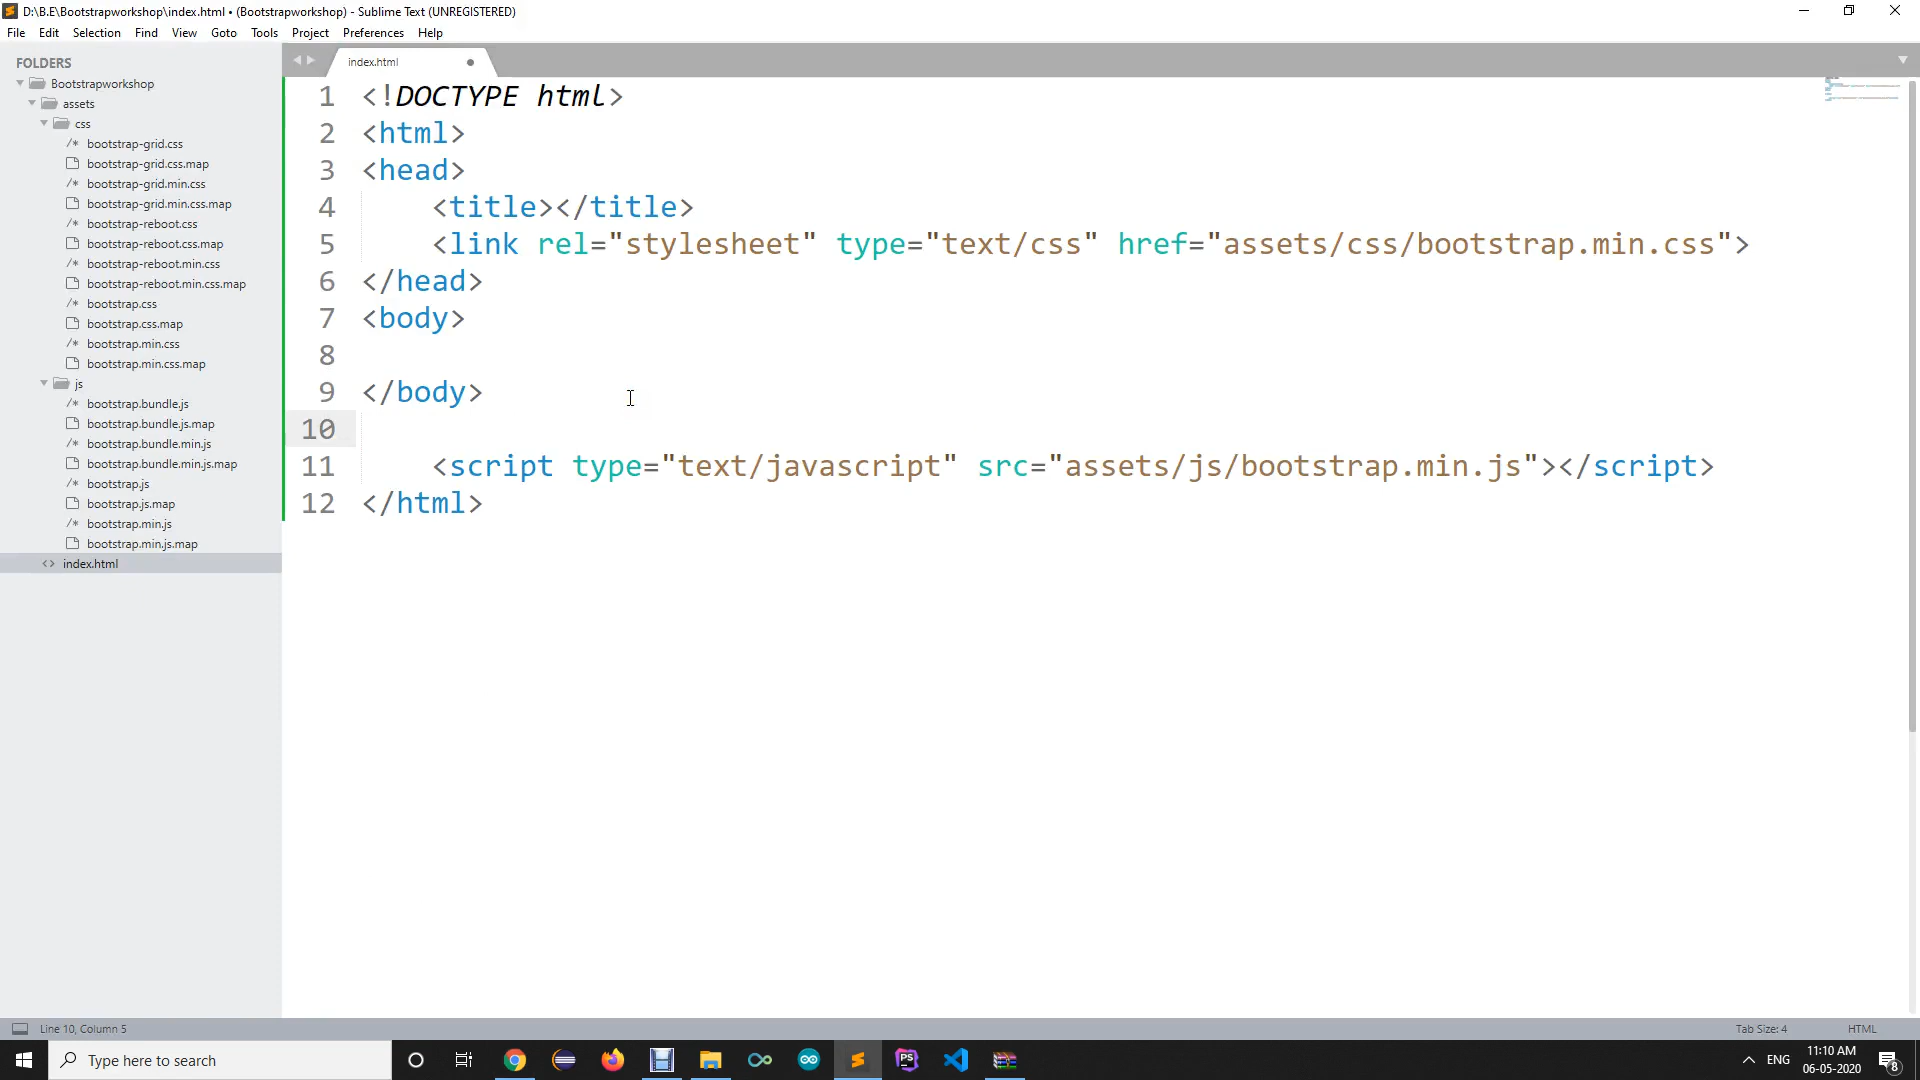 D:\B.E\Bootstrapworkshop\index.html • (Bootstrapworkshop) - Sublime Text (UNREGISTERED)
File Edit Selection Find View Goto Tools Project Preferences Help
FOLDERS
Bootstrapworkshop
assets
css
bootstrap-grid.css
bootstrap-grid.css.map
bootstrap-grid.min.css
bootstrap-grid.min.css.map
bootstrap-reboot.css
bootstrap-reboot.css.map
bootstrap-reboot.min.css
bootstrap-reboot.min.css.map
bootstrap.css
bootstrap.css.map
bootstrap.min.css
bootstrap.min.css.map
js
bootstrap.bundle.js
bootstrap.bundle.js.map
bootstrap.bundle.min.js
bootstrap.bundle.min.js.map
bootstrap.js
bootstrap.js.map
bootstrap.min.js
bootstrap.min.js.map
index.html
index.html
1 <!DOCTYPE html>
2 <html>
3 <head>
4 <title></title>
5 <link rel="stylesheet" type="text/css" href="assets/css/bootstrap.min.css">
6 </head>
7 <body>
8
9 </body>
10
11 <script type="text/javascript" src="assets/js/bootstrap.min.js"></script>
12 </html>
Line 10, Column 5
Tab Size: 4
HTML
Type here to search
PS
ENG
11:10 AM
06-05-2020
8